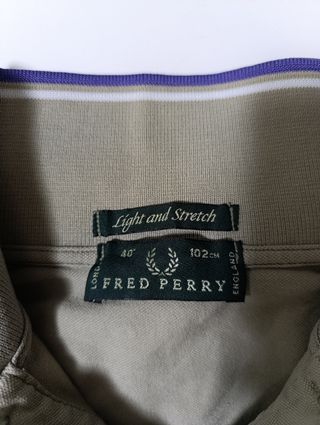 Light and Stretch
40" 102CM
LONDON FRED PERRY ENGLAND